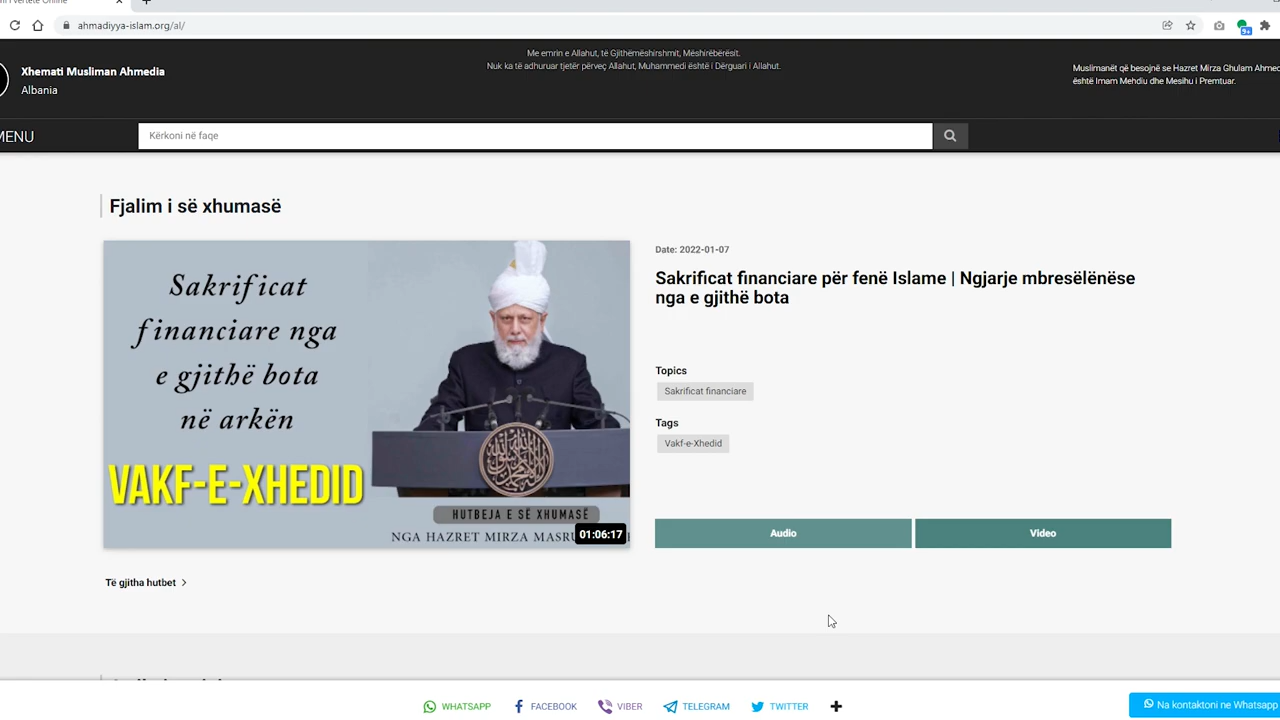 ahmadiyya-islam.org/al/
9+
Me emrin e Allahut, të Gjithëmëshirshmit, Mëshirëbërësit.
Nuk ka të adhuruar tjetër përveç Allahut, Muhammedi është i Dërguari i Allahut.
Xhemati Musliman Ahmedia
Albania
Muslimanët që besojnë se Hazret Mirza Ghulam Ahmed
është Imam Mehdiu dhe Mesihu i Premtuar.
MENU
Kërkoni në faqe
Fjalim i së xhumasë
Sakrificat
financiare nga
e gjithë bota
në arkën
VAKF-E-XHEDID
HUTBEJA E SË XHUMASË
NGA HAZRET MIRZA
01:06:17
Date: 2022-01-07
Sakrificat financiare për fenë Islame | Ngjarje mbresëlënëse
nga e gjithë bota
Topics
Sakrificat financiare
Tags
Vakf-e-Xhedid
Audio
Video
Të gjitha hutbet
WHATSAPP
FACEBOOK
VIBER
TELEGRAM
TWITTER
Na kontaktoni ne Whatsapp